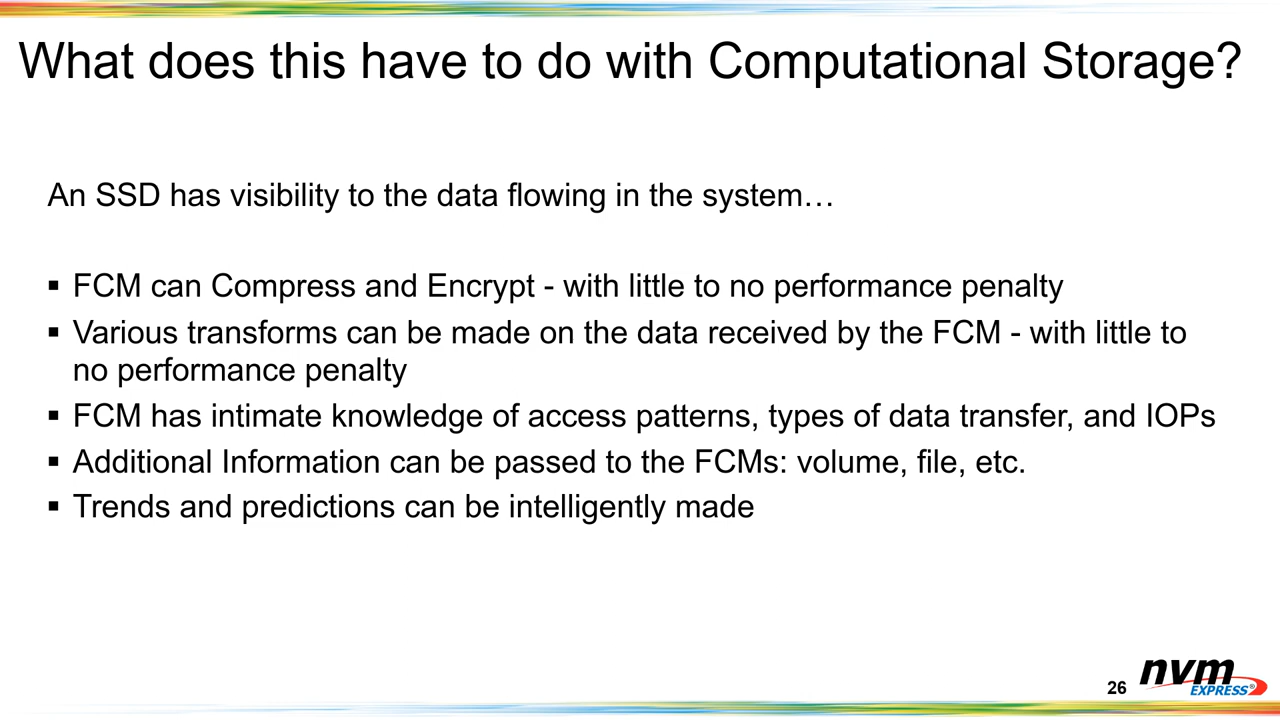 What does this have to do with Computational Storage?
An SSD has visibility to the data flowing in the system…
▪ FCM can Compress and Encrypt - with little to no performance penalty
▪ Various transforms can be made on the data received by the FCM - with little to
no performance penalty
▪ FCM has intimate knowledge of access patterns, types of data transfer, and IOPs
▪ Additional Information can be passed to the FCMs: volume, file, etc.
▪ Trends and predictions can be intelligently made
26
nvm
EXPRESS®